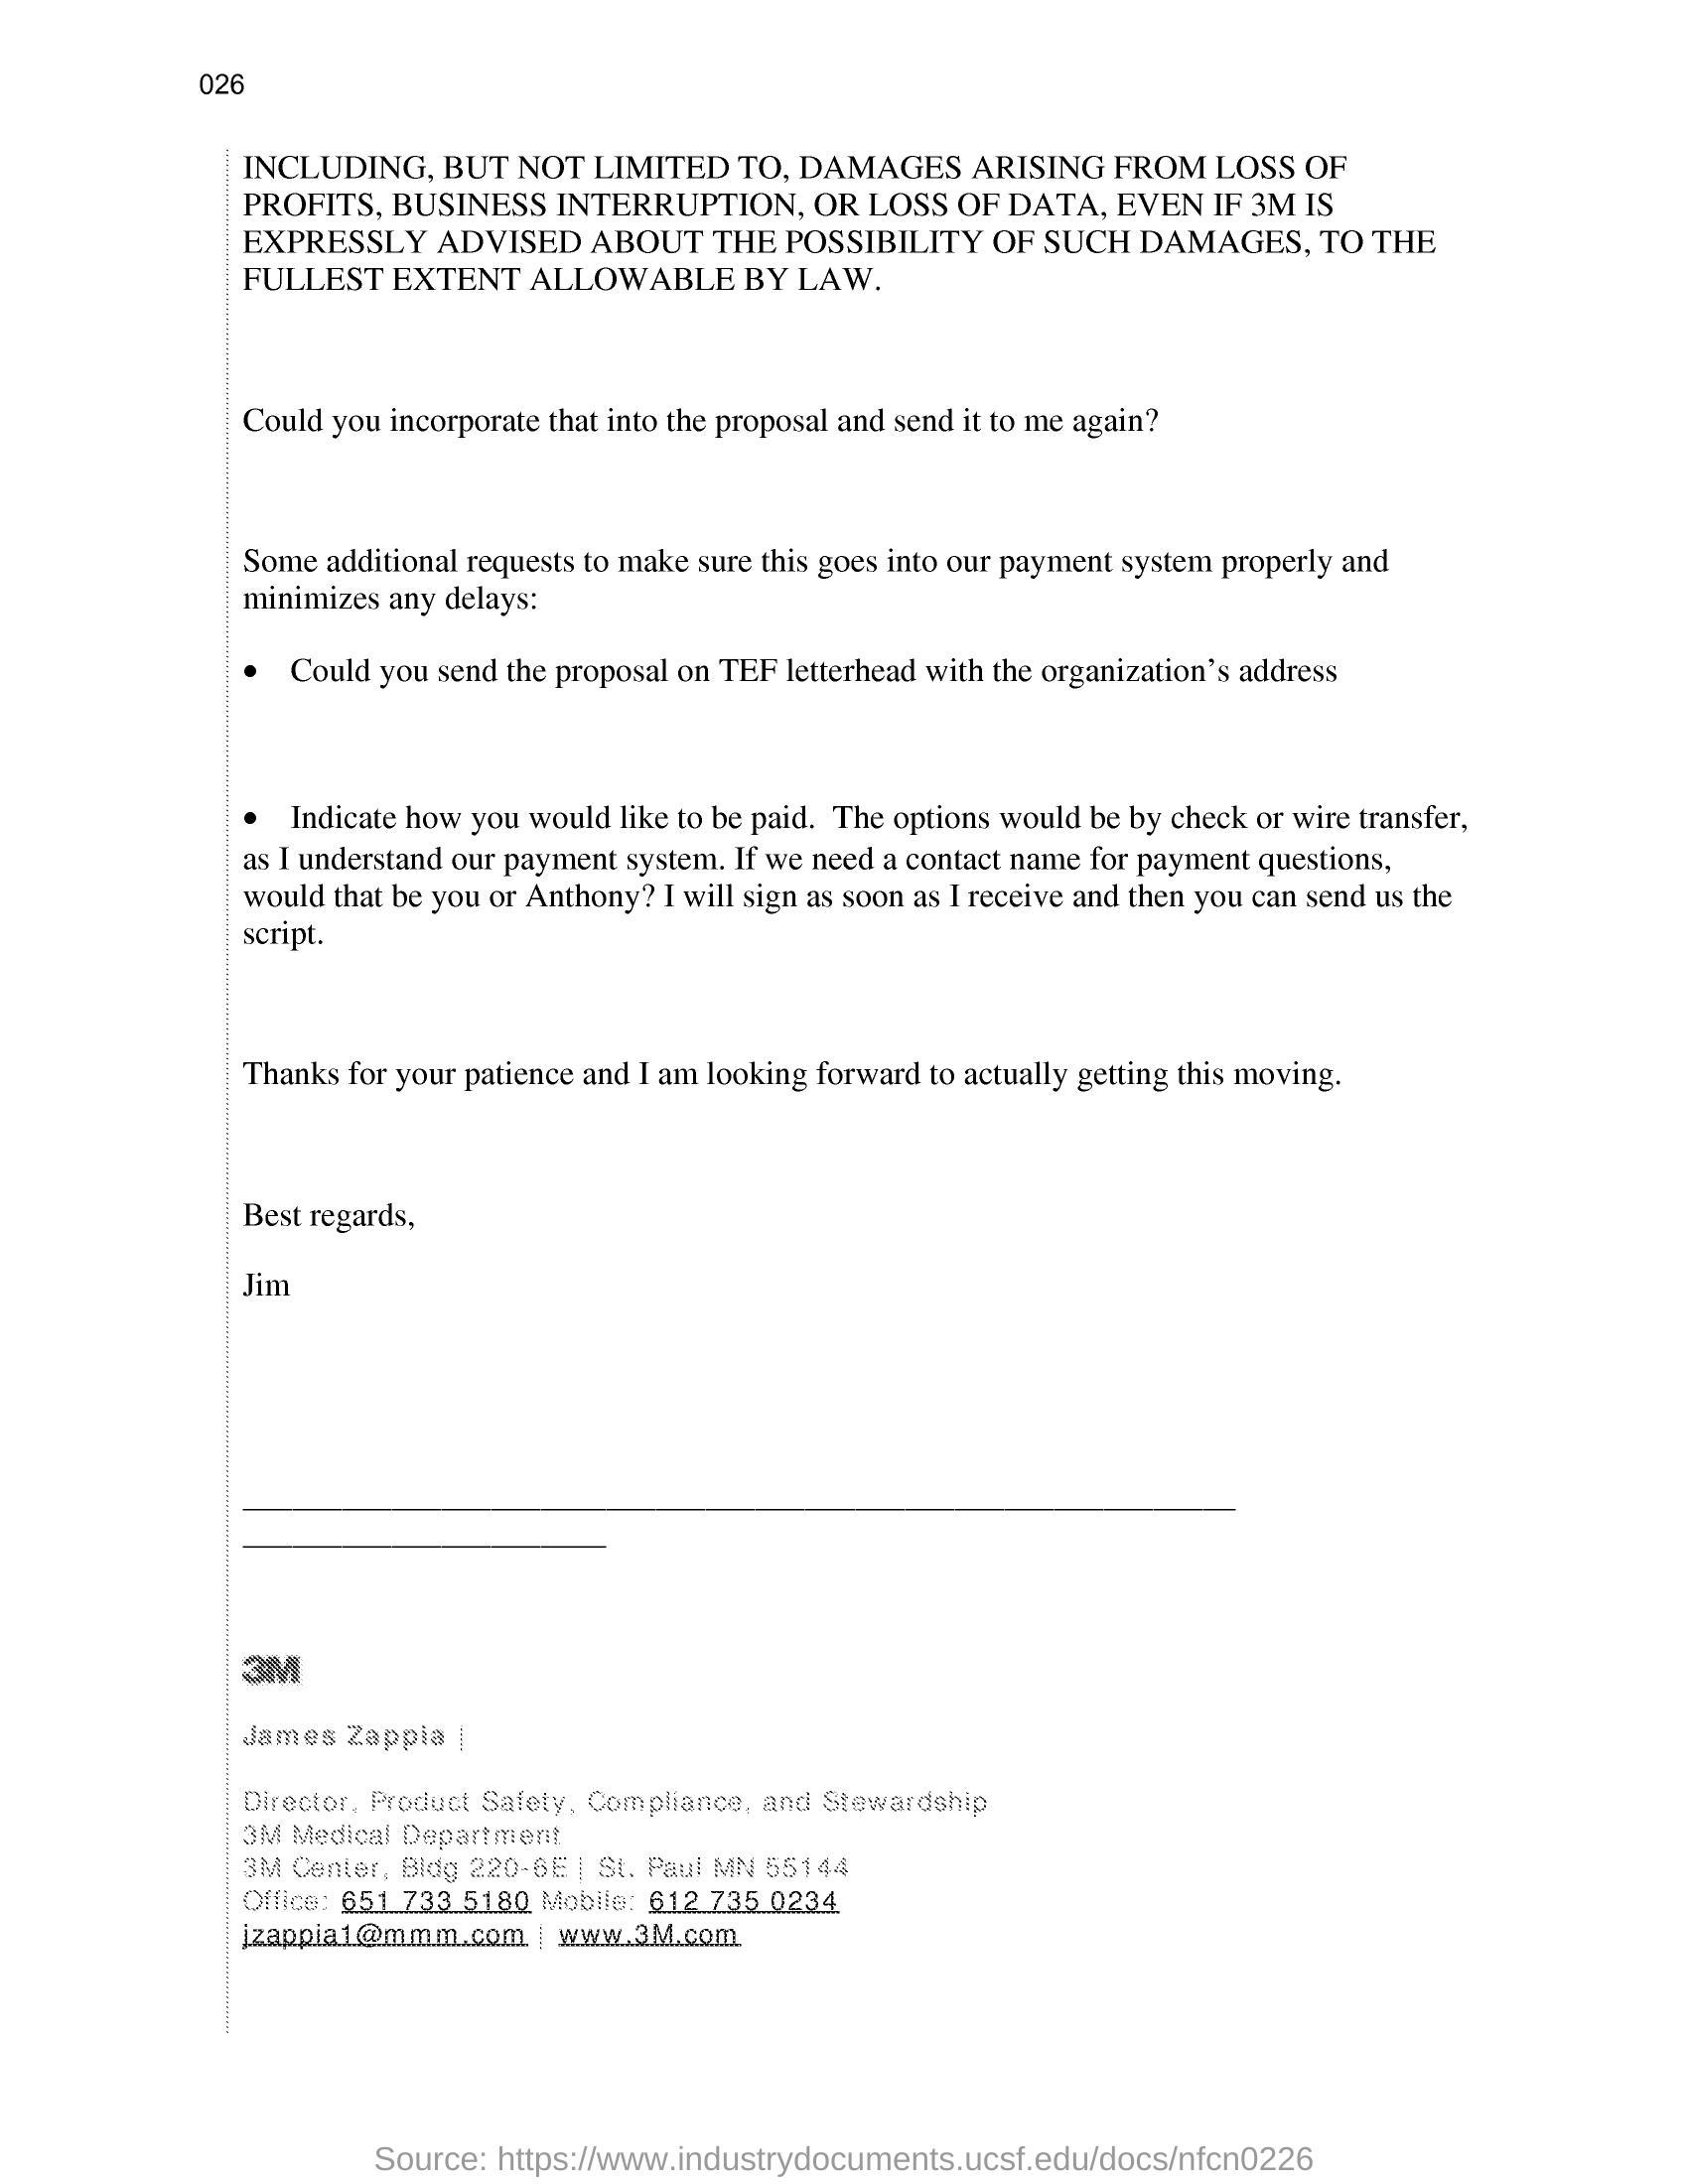 026
INCLUDING, BUT NOT LIMITED TO, DAMAGES ARISING FROM LOSS OF
PROFITS, BUSINESS INTERRUPTION, OR LOSS OF DATA, EVEN IF 3M IS
EXPRESSLY ADVISED ABOUT THE POSSIBILITY OF SUCH DAMAGES, TO THE
FULLEST EXTENT ALLOWABLE BY LAW.
Could you incorporate that into the proposal and send it to me again?
Some additional requests to make sure this goes into our payment system properly and
minimizes any delays:
• Could you send the proposal on TEF letterhead with the organization’s address
• Indicate how you would like to be paid. The options would be by check or wire transfer,
as I understand our payment system. If we need a contact name for payment questions,
would that be you or Anthony? I will sign as soon as I receive and then you can send us the
script.
Thanks for your patience and I am looking forward to actually getting this moving.
Best regards,
Jim
3M
James Zappia |
Director, Product Safety, Compliance, and Stewardship
3M Medical Department
3M Center, Bldg 220-6E | St. Paul MN 55144
Office: 651 733 5180 Mobile: 612 735 0234
jzappia1@mmm.com | www.3M.com
Source: https://www.industrydocuments.ucsf.edu/docs/nfcn0226